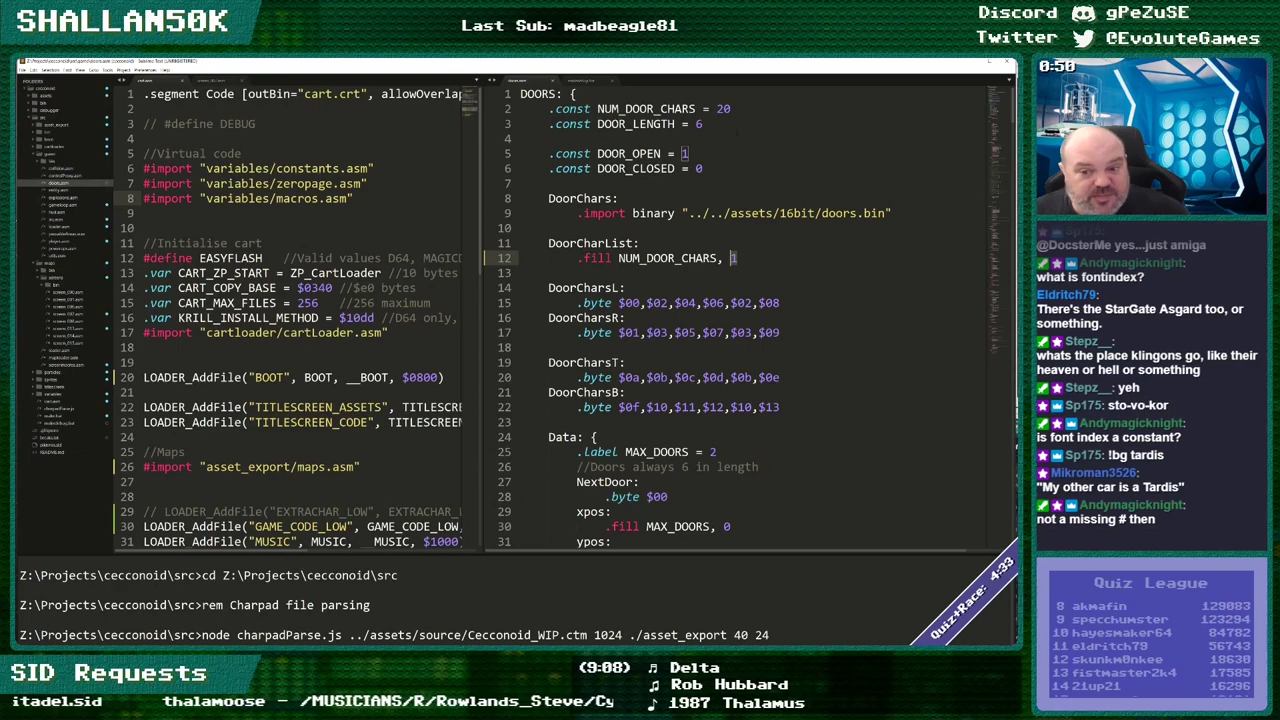 SHALLAN50K
Last Sub: madbeagle81
Discord gPeZuSE
Twitter @EvoluteGames
0:50
FOLDERS
1 .segment Code [outBin="cart.crt", allowOverlap
2
3 // #define DEBUG
4
5 //Virtual code
6 #import "variables/constants.asm"
7 #import "variables/zeropage.asm"
8 #import "variables/macros.asm"
9
10
11 //Initialise cart
12 #define EASYFLASH //valid values D64, MAGIC
13 .var CART_ZP_START = ZP_CartLoader //10 bytes
14 .var CART_COPY_BASE = $0340 //$c0 bytes
15 .var CART_MAX_FILES = 256 //256 maximum
16 .var KRILL_INSTALL_METHOD = $10dd //D64 only,
17 #import "cartloader/cartLoader.asm"
18
19
20 LOADER_AddFile("BOOT", BOOT, __BOOT, $0800)
21
22 LOADER_AddFile("TITLESCREEN_ASSETS", TITLESCREEN
23 LOADER_AddFile("TITLESCREEN_CODE", TITLESCREEN
24
25 //Maps
26 #import "asset_export/maps.asm"
27
28
29 // LOADER_AddFile("EXTRACHAR_LOW", EXTRACHAR_L
30 LOADER_AddFile("GAME_CODE_LOW", GAME_CODE_LOW,
31 LOADER_AddFile("MUSIC", MUSIC, __MUSIC, $1000)
1 DOORS: {
2 .const NUM_DOOR_CHARS = 20
3 .const DOOR_LENGTH = 6
4
5 .const DOOR_OPEN = 1
6 .const DOOR_CLOSED = 0
7
8 DoorChars:
9 .import binary "../../assets/16bit/doors.bin"
10
11 DoorCharList:
12 .fill NUM_DOOR_CHARS, 1
13
14 DoorCharsL:
15 .byte $00,$02,$04,$06,$08
16 DoorCharsR:
17 .byte $01,$03,$05,$07,$09
18
19 DoorCharsT:
20 .byte $0a,$0b,$0c,$0d,$0e
21 DoorCharsB:
22 .byte $0f,$10,$11,$12,$13
23
24 Data: {
25 .label MAX_DOORS = 2
26 //Doors always 6 in length
27 NextDoor:
28 .byte $00
29 xpos:
30 .fill MAX_DOORS, 0
31 ypos:
Z:\Projects\cecconoid\src>cd Z:\Projects\cecconoid\src
Z:\Projects\cecconoid\src>rem Charpad file parsing
Z:\Projects\cecconoid\src>node charpadParse.js ../assets/scene/Cecconoid_WIP.ctm 1024 ./asset_export 40 24
Quiz+Race: 4:33
Sp175:
@DocsterMe yes...just amiga
Andymagicknight:
what is fontindex?
Eldritch79:
There's the StarGate Asgard too, or
something.
Stepz__:
whats the place klingons go, like their
heaven or hell or something
Stepz__: yeh
Sp175: sto-vo-kor
Andymagicknight:
is font index a constant?
Sp175: !bg tardis
Mikroman3526:
"My other car is a Tardis"
Andymagicknight:
not a missing # then
Quiz League
8 akmafin 129083
9 specchumster 123294
10 hayesmaker64 84782
11 eldritch79 56743
12 skunkm0nkee 18630
13 fistmaster2k4 17585
14 21up21 16296
SID Requests
(9:08) Delta
Rob Hubbard
1987 Thalamus
itadel.sid thalamoose - /MUSICIANS/R/Rowland_Steve/C